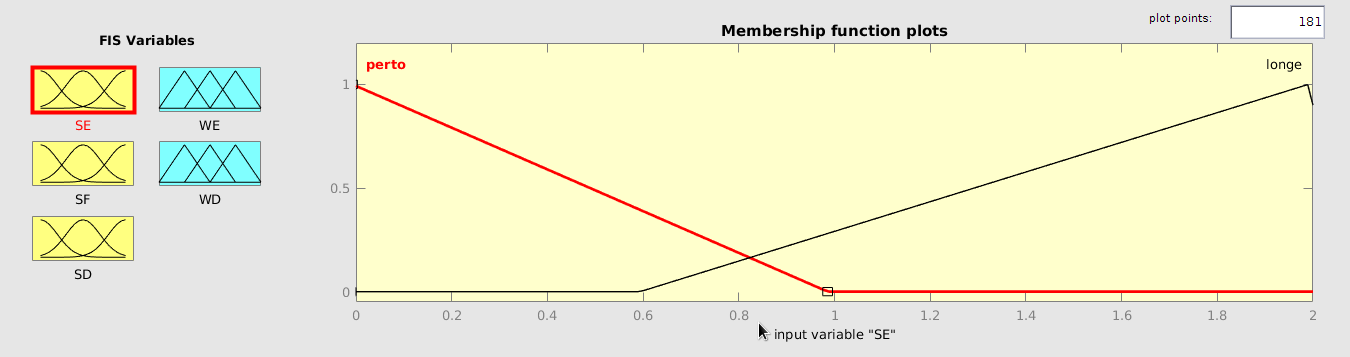 plot points:
181
FIS Variables
Membership function plots
SE
WE
SF
WD
SD
perto
longe
1
0.5
0
0
0.2
0.4
0.6
0.8
1
1.2
1.4
1.6
1.8
2
input variable "SE"